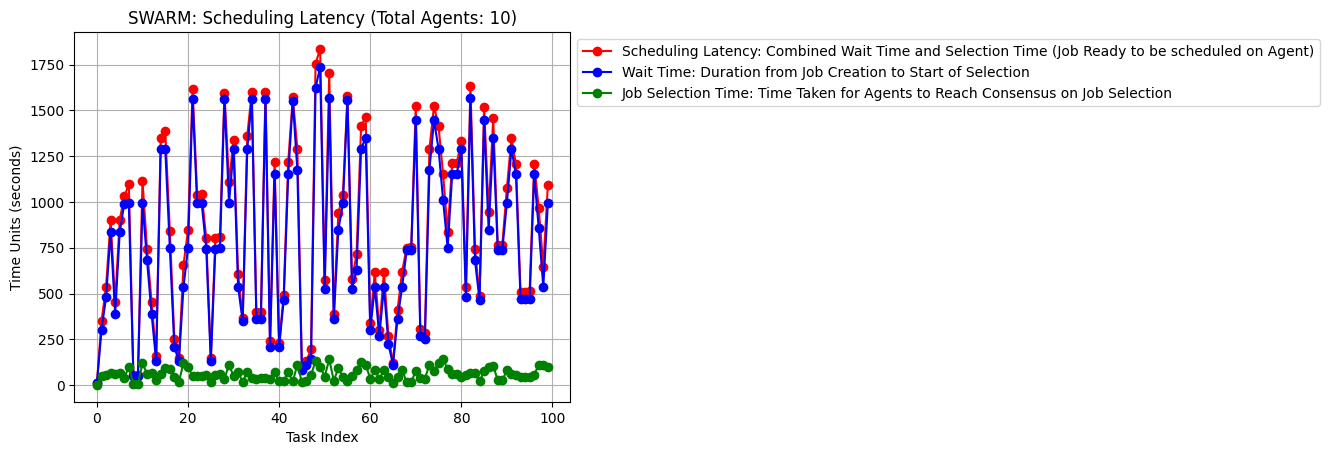 SWARM: Scheduling Latency (Total Agents: 10)
Scheduling Latency: Combined Wait Time and Selection Time (Job Ready to be scheduled on Agent)
Wait Time: Duration from Job Creation to Start of Selection
Job Selection Time: Time Taken for Agents to Reach Consensus on Job Selection
Time Units (seconds)
1750
1500
1250
1000
750
500
250
0
0 20 40 60 80 100
Task Index